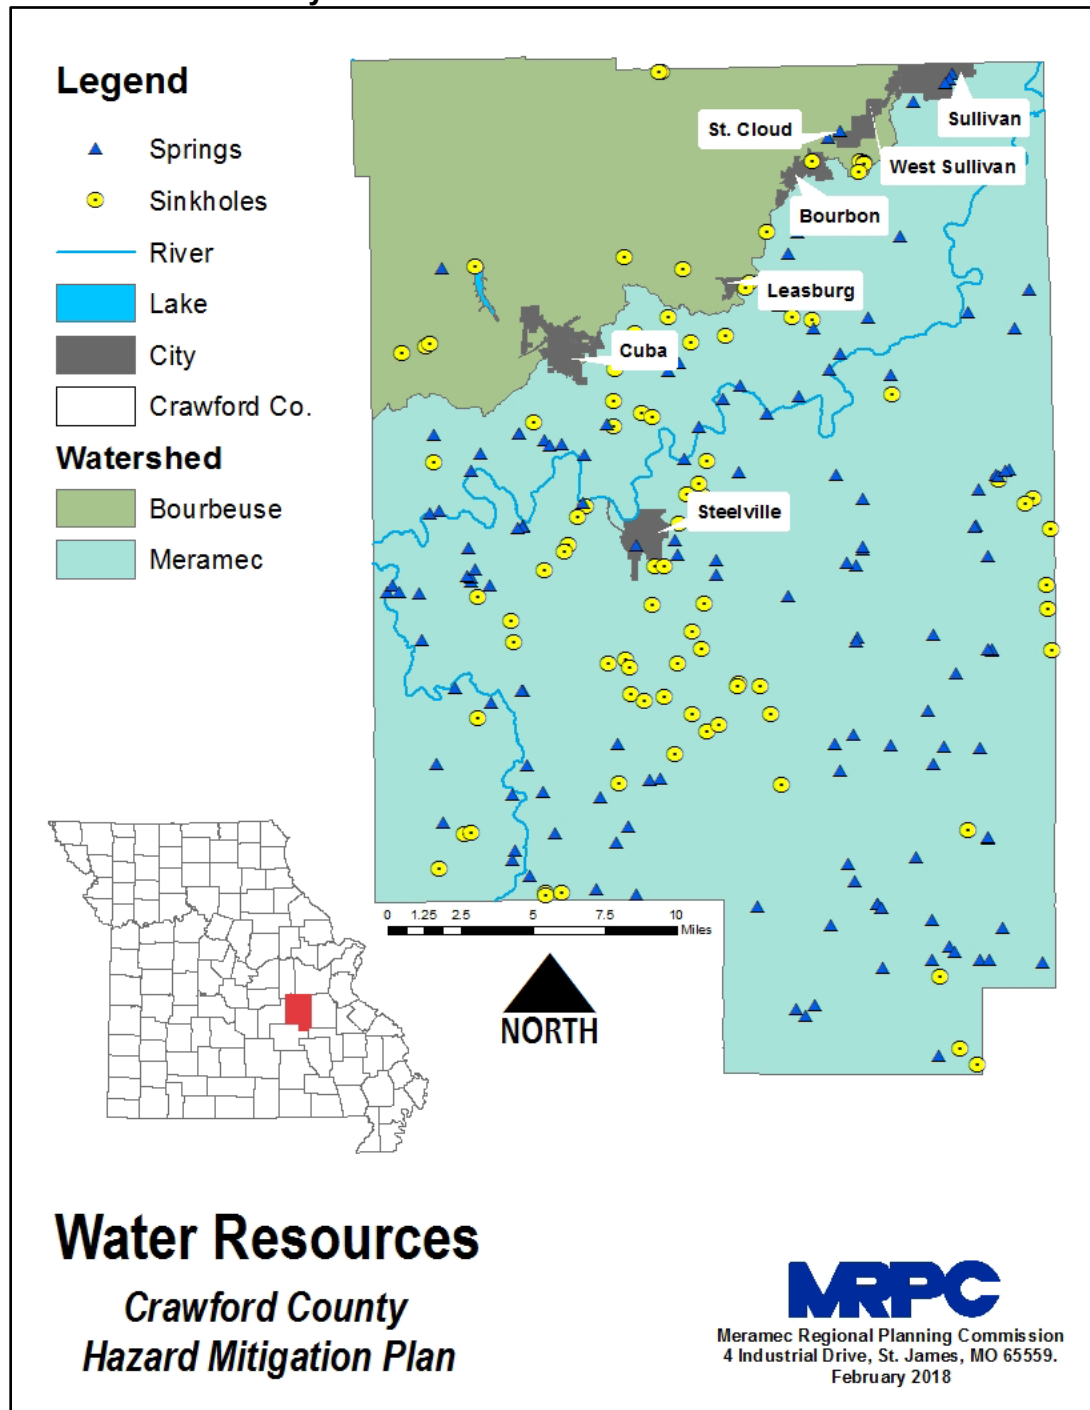 Legend
Springs
Sinkholes
River
Lake
City
Crawford Co.
Watershed
Bourbeuse
Meramec
St. Cloud
Sullivan
West Sullivan
Bourbon
Leasburg
Cuba
Steelville
0 1.25 2.5 5 7.5 10
Miles
NORTH
Water Resources
Crawford County
Hazard Mitigation Plan
MRPC
Meramec Regional Planning Commission
4 Industrial Drive, St. James, MO 65559.
February 2018